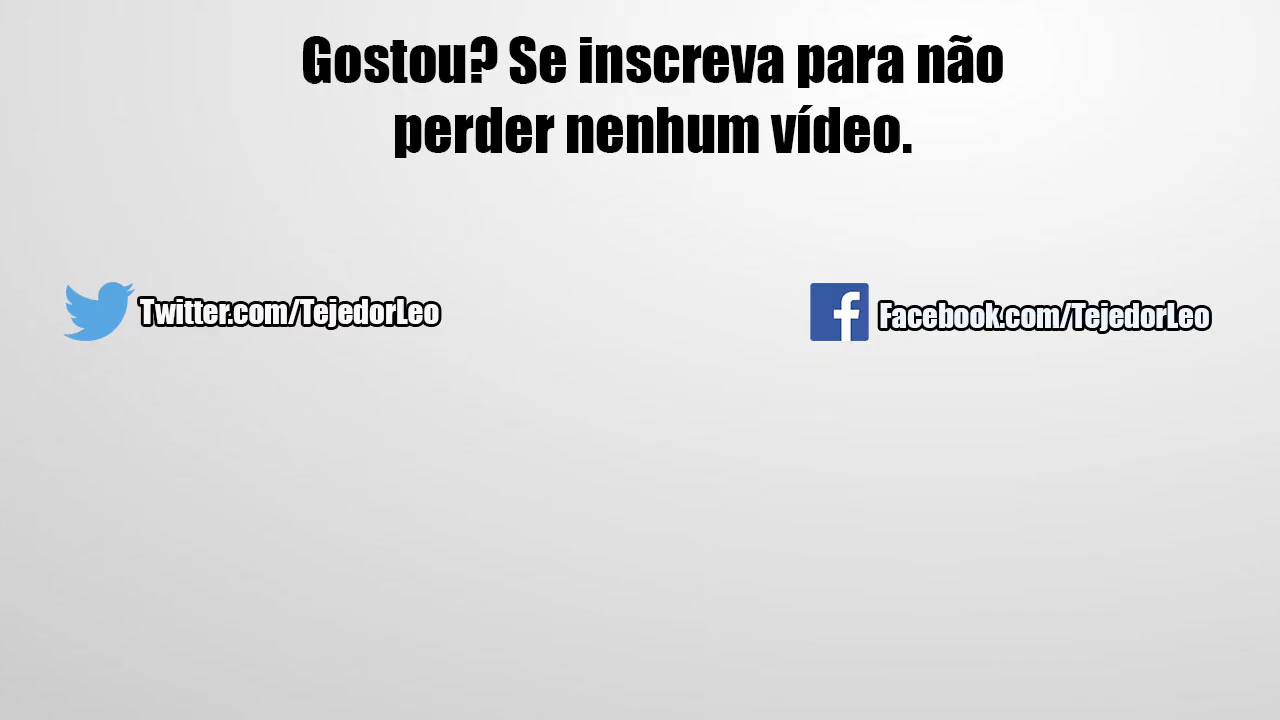 Gostou? Se inscreva para não
perder nenhum vídeo.
Twitter.com/TejedorLeo
Facebook.com/TejedorLeo